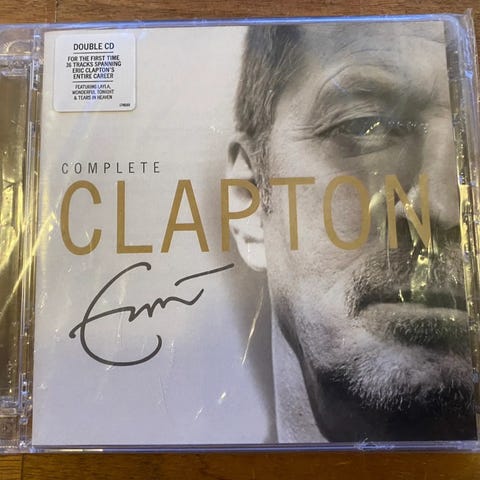 DOUBLE CD
FOR THE FIRST TIME
36 TRACKS SPANNING
ERIC CLAPTON'S
ENTIRE CAREER
FEATURING LAYLA,
WONDERFUL TONIGHT
& TEARS IN HEAVEN
COMPLETE
CLAPTON